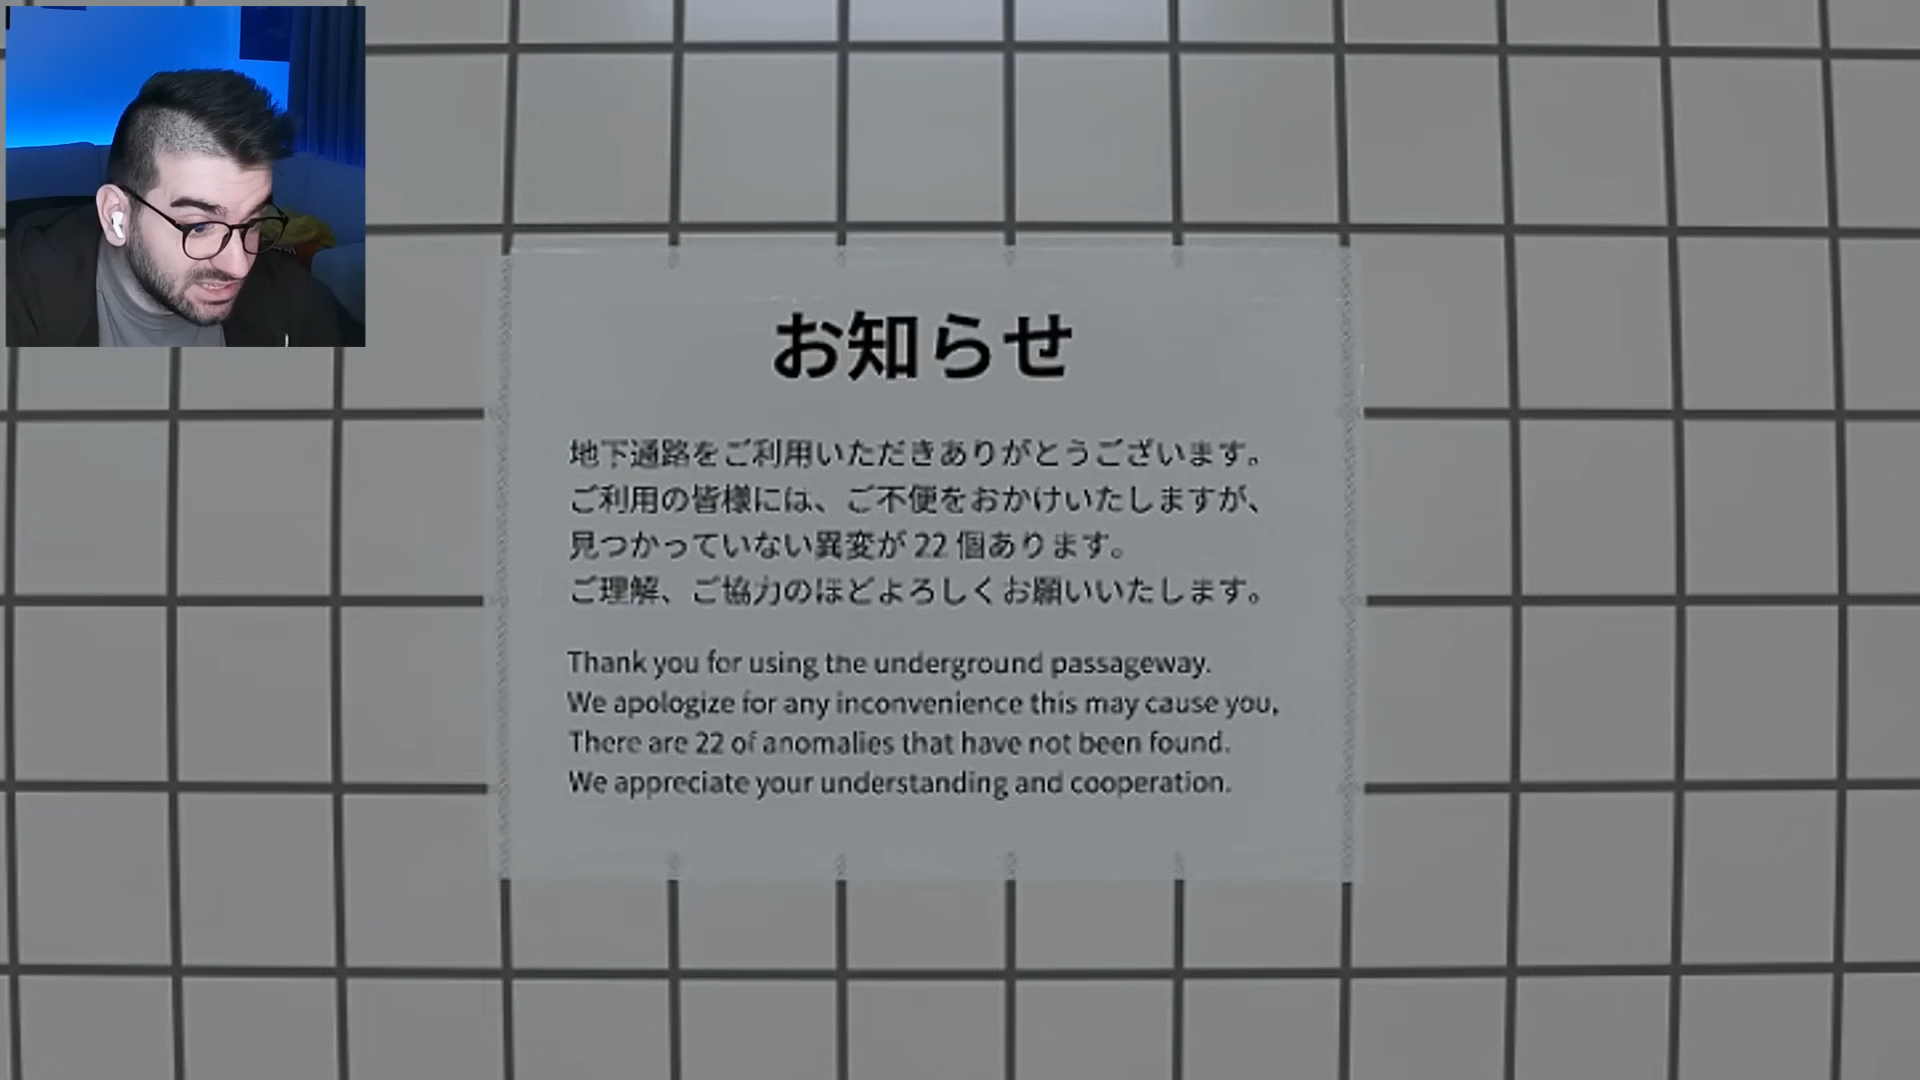 お知らせ
地下通路をご利用いただきありがとうございます。
ご利用の皆様には、ご不便をおかけいたしますが、
見つかっていない異変が 22 個あります。
ご理解、ご協力のほどよろしくお願いいたします。
Thank you for using the underground passageway.
We apologize for any inconvenience this may cause you,
There are 22 of anomalies that have not been found.
We appreciate your understanding and cooperation.